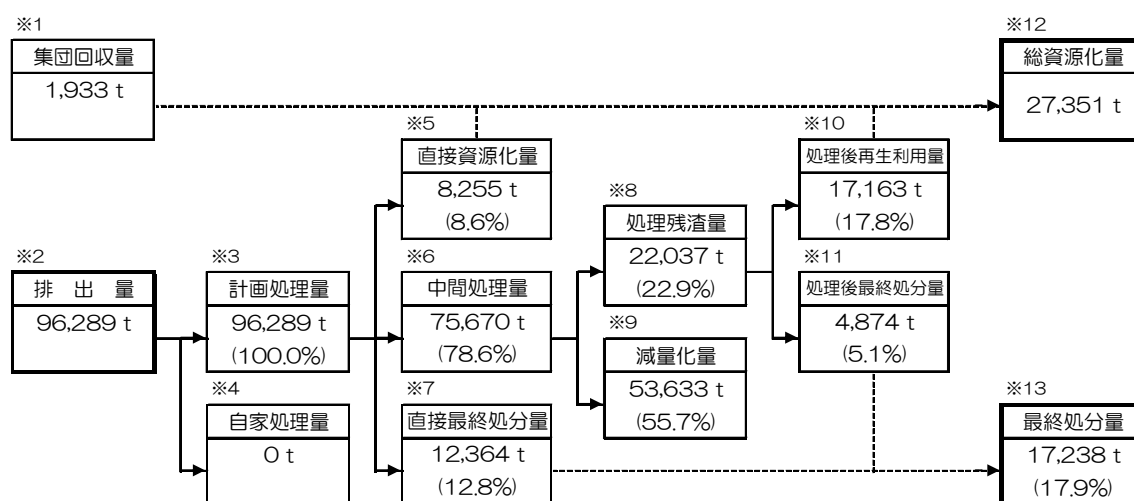 ※1
集団回収量
1,933 t
※12
総資源化量
27,351 t
※5
直接資源化量
8,255 t
(8.6%)
※10
処理後再生利用量
17,163 t
(17.8%)
※8
処理残渣量
22,037 t
(22.9%)
※2
排 出 量
96,289 t
※3
計画処理量
96,289 t
(100.0%)
※6
中間処理量
75,670 t
(78.6%)
※11
処理後最終処分量
4,874 t
(5.1%)
※9
減量化量
53,633 t
(55.7%)
※4
自家処理量
0 t
※7
直接最終処分量
12,364 t
(12.8%)
※13
最終処分量
17,238 t
(17.9%)